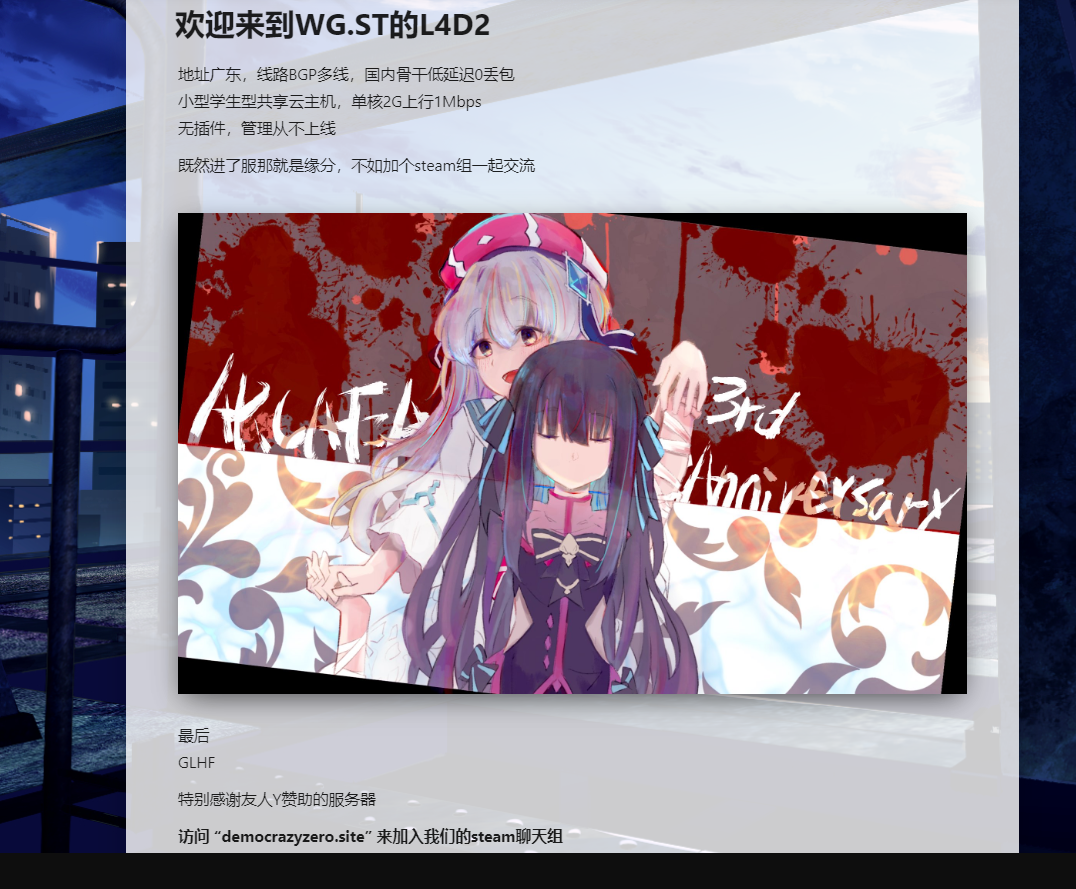 欢迎来到WG.ST的L4D2
地址广东，线路BGP多线，国内骨干低延迟0丢包
小型学生型共享云主机，单核2G上行1Mbps
无插件，管理从不上线
既然进了服那就是缘分，不如加个steam组一起交流
3rd
Anniversary
最后
GLHF
特别感谢友人Y赞助的服务器
访问 “democrazyzero.site” 来加入我们的steam聊天组